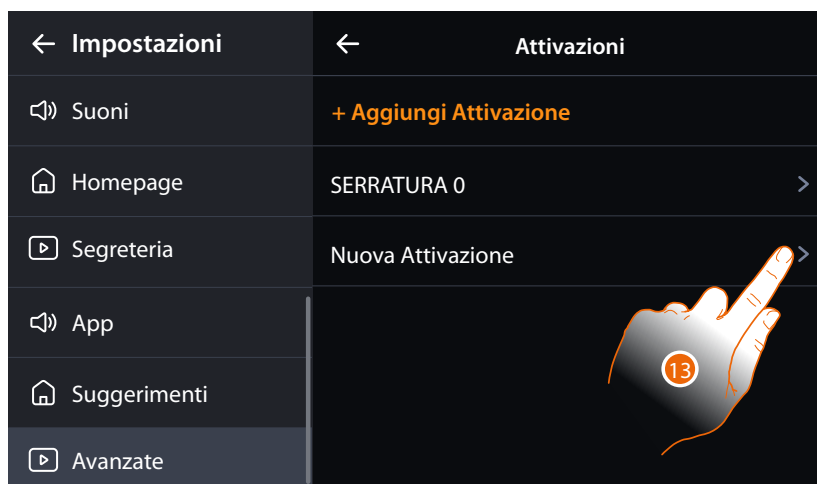 Impostazioni
Suoni
Homepage
Segreteria
App
Suggerimenti
Avanzate
Attivazioni
+ Aggiungi Attivazione
SERRATURA 0
Nuova Attivazione
13